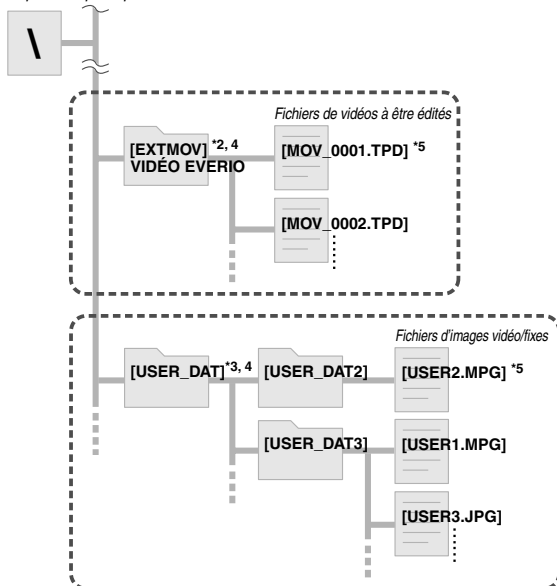 \
Fichiers de vidéos à être édités
[EXTMOV] *2, 4
VIDÉO EVERIO
[MOV_0001.TPD] *5
[MOV_0002.TPD]
Fichiers d'images vidéo/fixes
[USER_DAT]*3, 4
[USER_DAT2]
[USER2.MPG] *5
[USER_DAT3]
[USER1.MPG]
[USER3.JPG]